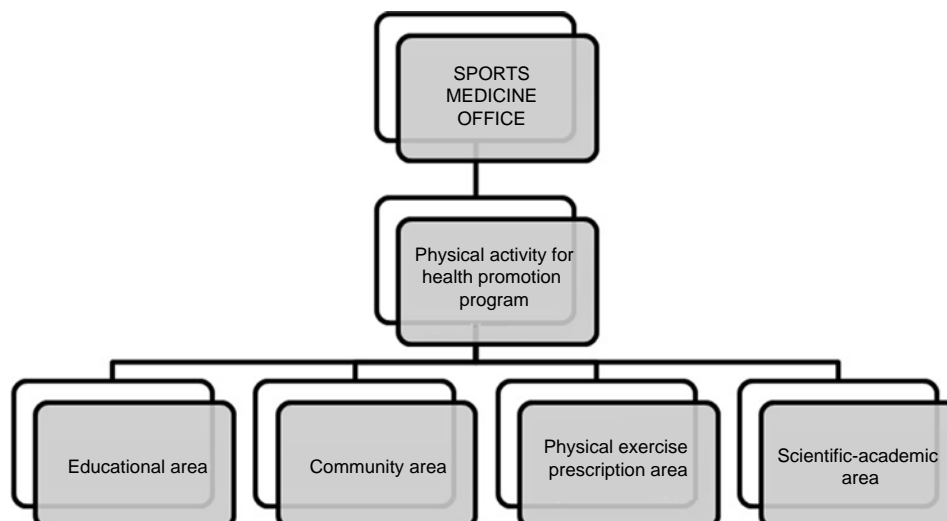 SPORTS
MEDICINE
OFFICE
Physical activity for
health promotion
program
Educational area
Community area
Physical exercise
prescription area
Scientific-academic
area